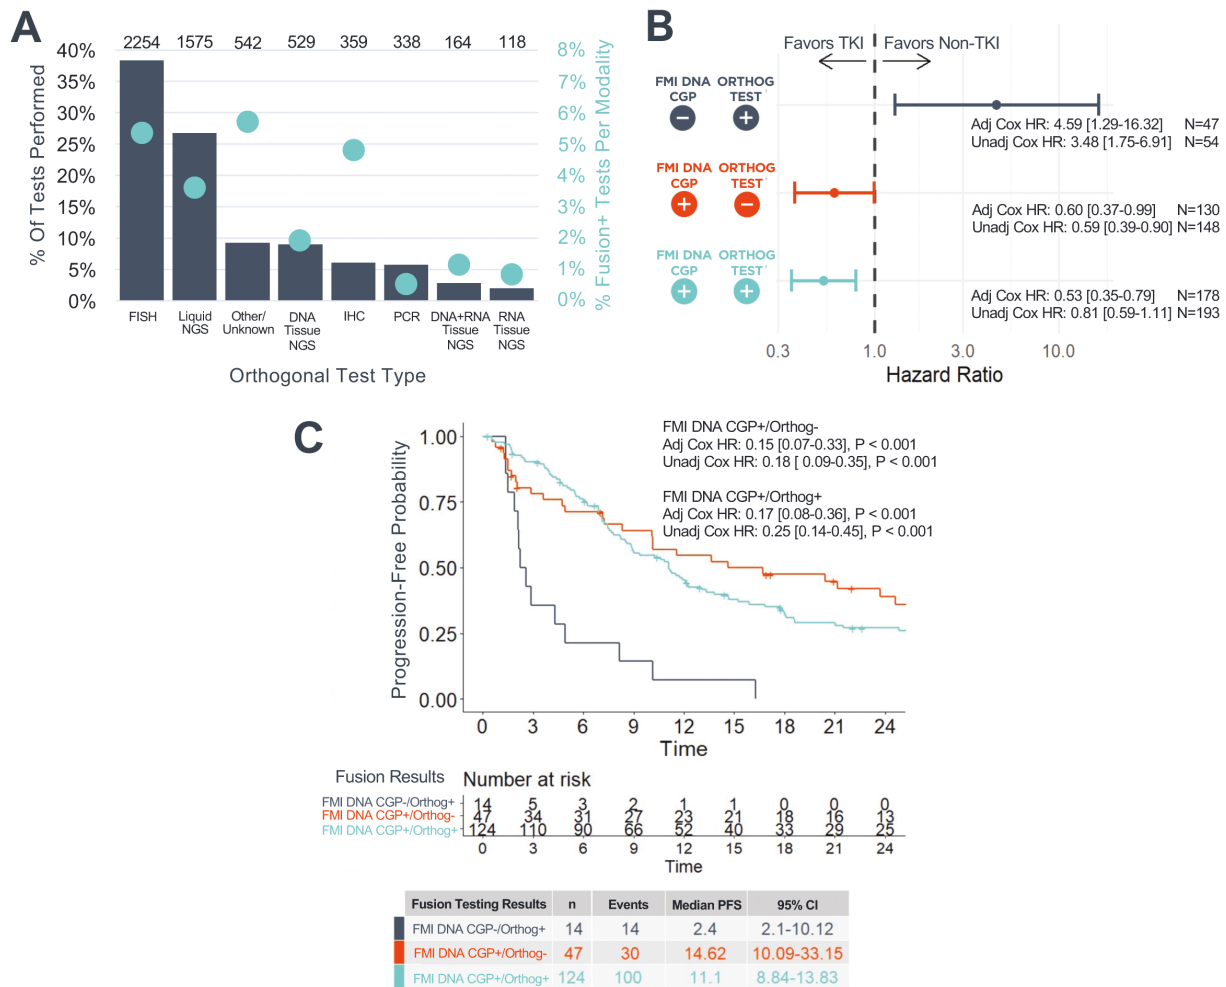 A
2254 1575 542 529 359 338 164 118
40% 8%
35% 7%
30% 6%
25% 5%
20% 4%
15% 3%
10% 2%
5% 1%
0% 0%
% Of Tests Performed
% Fusion+ Tests Per Modality
FISH Liquid NGS Other/ Unknown DNA Tissue NGS IHC PCR DNA+RNA Tissue NGS RNA Tissue NGS
Orthogonal Test Type
B
Favors TKI Favors Non-TKI
FMI DNA CGP ORTHOG TEST
− +
Adj Cox HR: 4.59 [1.29-16.32] N=47
Unadj Cox HR: 3.48 [1.75-6.91] N=54
FMI DNA CGP ORTHOG TEST
+ −
Adj Cox HR: 0.60 [0.37-0.99] N=130
Unadj Cox HR: 0.59 [0.39-0.90] N=148
FMI DNA CGP ORTHOG TEST
+ +
Adj Cox HR: 0.53 [0.35-0.79] N=178
Unadj Cox HR: 0.81 [0.59-1.11] N=193
0.3 1.0 3.0 10.0
Hazard Ratio
C
FMI DNA CGP+/Orthog-
Adj Cox HR: 0.15 [0.07-0.33], P < 0.001
Unadj Cox HR: 0.18 [ 0.09-0.35], P < 0.001
FMI DNA CGP+/Orthog+
Adj Cox HR: 0.17 [0.08-0.36], P < 0.001
Unadj Cox HR: 0.25 [0.14-0.45], P < 0.001
Progression-Free Probability
1.00
0.75
0.50
0.25
0.00
0 3 6 9 12 15 18 21 24
Time
Fusion Results Number at risk
FMI DNA CGP-/Orthog+ 14 5 3 2 1 1 0 0 0
FMI DNA CGP+/Orthog- 47 34 31 27 23 21 18 16 13
FMI DNA CGP+/Orthog+ 124 110 90 66 52 40 33 29 25
0 3 6 9 12 15 18 21 24
Time
Fusion Testing Results n Events Median PFS 95% CI
FMI DNA CGP-/Orthog+ 14 14 2.4 2.1-10.12
FMI DNA CGP+/Orthog- 47 30 14.62 10.09-33.15
FMI DNA CGP+/Orthog+ 124 100 11.1 8.84-13.83